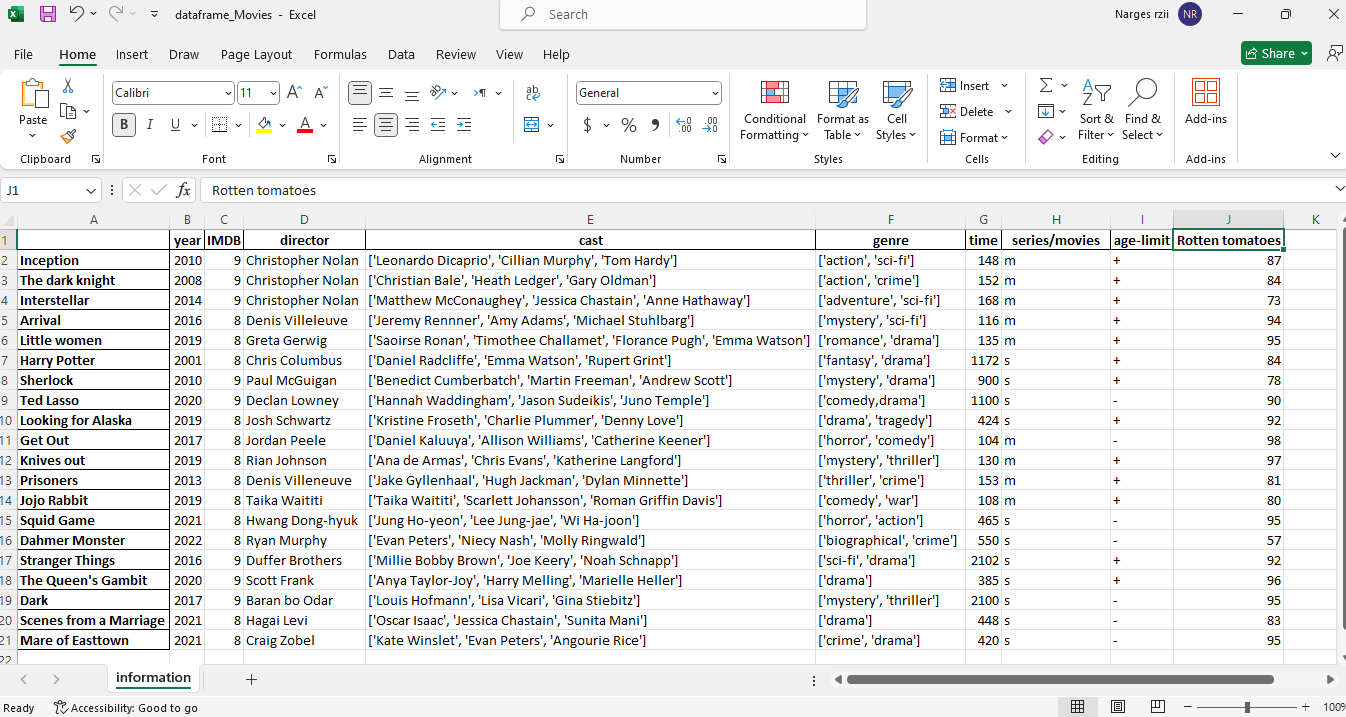 dataframe_Movies - Excel
Search
Narges rzii NR
File Home Insert Draw Page Layout Formulas Data Review View Help Share
Paste
Clipboard
Calibri 11
B I U
Font
Alignment
General
$ % 9
Number
Conditional Formatting
Format as Table
Cell Styles
Styles
Insert
Delete
Format
Cells
Sort & Filter
Find & Select
Editing
Add-ins
Add-ins
J1 fx Rotten tomatoes
A B C D E F G H I J K
1 year IMDB director cast genre time series/movies age-limit Rotten tomatoes
2 Inception 2010 9 Christopher Nolan ['Leonardo Dicaprio', 'Cillian Murphy', 'Tom Hardy'] ['action', 'sci-fi'] 148 m + 87
3 The dark knight 2008 9 Christopher Nolan ['Christian Bale', 'Heath Ledger', 'Gary Oldman'] ['action', 'crime'] 152 m + 84
4 Interstellar 2014 9 Christopher Nolan ['Matthew McConaughey', 'Jessica Chastain', 'Anne Hathaway'] ['adventure', 'sci-fi'] 168 m + 73
5 Arrival 2016 8 Denis Villeleuve ['Jeremy Rennner', 'Amy Adams', 'Michael Stuhlbarg'] ['mystery', 'sci-fi'] 116 m + 94
6 Little women 2019 8 Greta Gerwig ['Saoirse Ronan', 'Timothee Challamet', 'Florance Pugh', 'Emma Watson'] ['romance', 'drama'] 135 m + 95
7 Harry Potter 2001 8 Chris Columbus ['Daniel Radcliffe', 'Emma Watson', 'Rupert Grint'] ['fantasy', 'drama'] 1172 s + 84
8 Sherlock 2010 9 Paul McGuigan ['Benedict Cumberbatch', 'Martin Freeman', 'Andrew Scott'] ['mystery', 'drama'] 900 s + 78
9 Ted Lasso 2020 9 Declan Lowney ['Hannah Waddingham', 'Jason Sudeikis', 'Juno Temple'] ['comedy,drama'] 1100 s - 90
10 Looking for Alaska 2019 8 Josh Schwartz ['Kristine Froseth', 'Charlie Plummer', 'Denny Love'] ['drama', 'tragedy'] 424 s + 92
11 Get Out 2017 8 Jordan Peele ['Daniel Kaluuya', 'Allison Williams', 'Catherine Keener'] ['horror', 'comedy'] 104 m - 98
12 Knives out 2019 8 Rian Johnson ['Ana de Armas', 'Chris Evans', 'Katherine Langford'] ['mystery', 'thriller'] 130 m + 97
13 Prisoners 2013 8 Denis Villeneuve ['Jake Gyllenhaal', 'Hugh Jackman', 'Dylan Minnette'] ['thriller', 'crime'] 153 m + 81
14 Jojo Rabbit 2019 8 Taika Waititi ['Taika Waititi', 'Scarlett Johansson', 'Roman Griffin Davis'] ['comedy', 'war'] 108 m + 80
15 Squid Game 2021 8 Hwang Dong-hyuk ['Jung Ho-yeon', 'Lee Jung-jae', 'Wi Ha-joon'] ['horror', 'action'] 465 s - 95
16 Dahmer Monster 2022 8 Ryan Murphy ['Evan Peters', 'Niecy Nash', 'Molly Ringwald'] ['biographical', 'crime'] 550 s - 57
17 Stranger Things 2016 9 Duffer Brothers ['Millie Bobby Brown', 'Joe Keery', 'Noah Schnapp'] ['sci-fi', 'drama'] 2102 s + 92
18 The Queen's Gambit 2020 9 Scott Frank ['Anya Taylor-Joy', 'Harry Melling', 'Marielle Heller'] ['drama'] 385 s + 96
19 Dark 2017 9 Baran bo Odar ['Louis Hofmann', 'Lisa Vicari', 'Gina Stiebitz'] ['mystery', 'thriller'] 2100 s - 95
20 Scenes from a Marriage 2021 8 Hagai Levi ['Oscar Isaac', 'Jessica Chastain', 'Sunita Mani'] ['drama'] 448 s - 83
21 Mare of Easttown 2021 8 Craig Zobel ['Kate Winslet', 'Evan Peters', 'Angourie Rice'] ['crime', 'drama'] 420 s - 95
22
information
Ready Accessibility: Good to go 100%